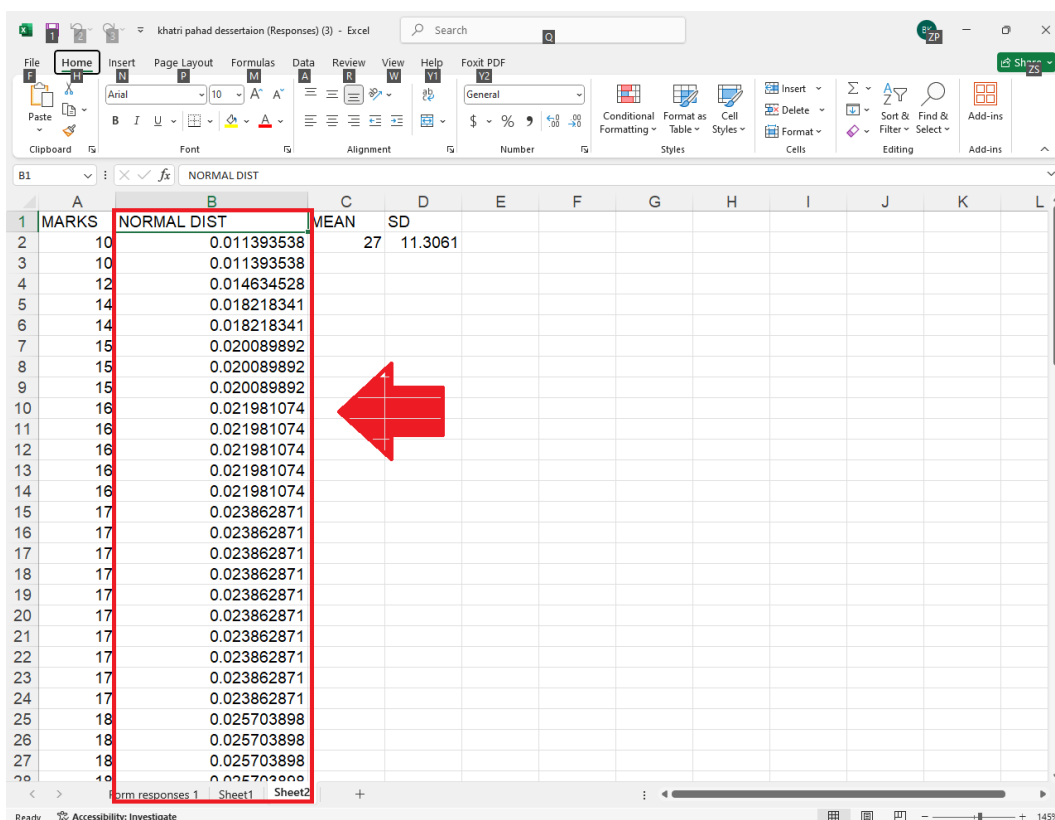 khatri pahad dessertaion (Responses) (3) - Excel
Search
File Home Insert Page Layout Formulas Data Review View Help Foxit PDF
Paste
Arial 10
B I U
General
$ % 9
Conditional Formatting
Format as Table
Cell Styles
Insert
Delete
Format
Sort & Filter
Find & Select
Add-ins
Clipboard Font Alignment Number Styles Cells Editing Add-ins
B1 fx NORMAL DIST
A B C D E F G H I J K L
1 MARKS NORMAL DIST MEAN SD
2 10 0.011393538 27 11.3061
3 10 0.011393538
4 12 0.014634528
5 14 0.018218341
6 14 0.018218341
7 15 0.020089892
8 15 0.020089892
9 15 0.020089892
10 16 0.021981074
11 16 0.021981074
12 16 0.021981074
13 16 0.021981074
14 16 0.021981074
15 17 0.023862871
16 17 0.023862871
17 17 0.023862871
18 17 0.023862871
19 17 0.023862871
20 17 0.023862871
21 17 0.023862871
22 17 0.023862871
23 17 0.023862871
24 17 0.023862871
25 18 0.025703898
26 18 0.025703898
27 18 0.025703898
28 18 0.025703898
Form responses 1 Sheet1 Sheet2
Ready Accessibility: Investigate 145%